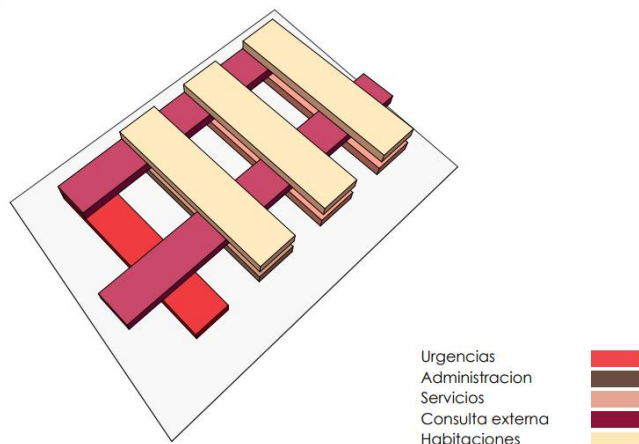 Urgencias
Administracion
Servicios
Consulta externa
Habitaciones